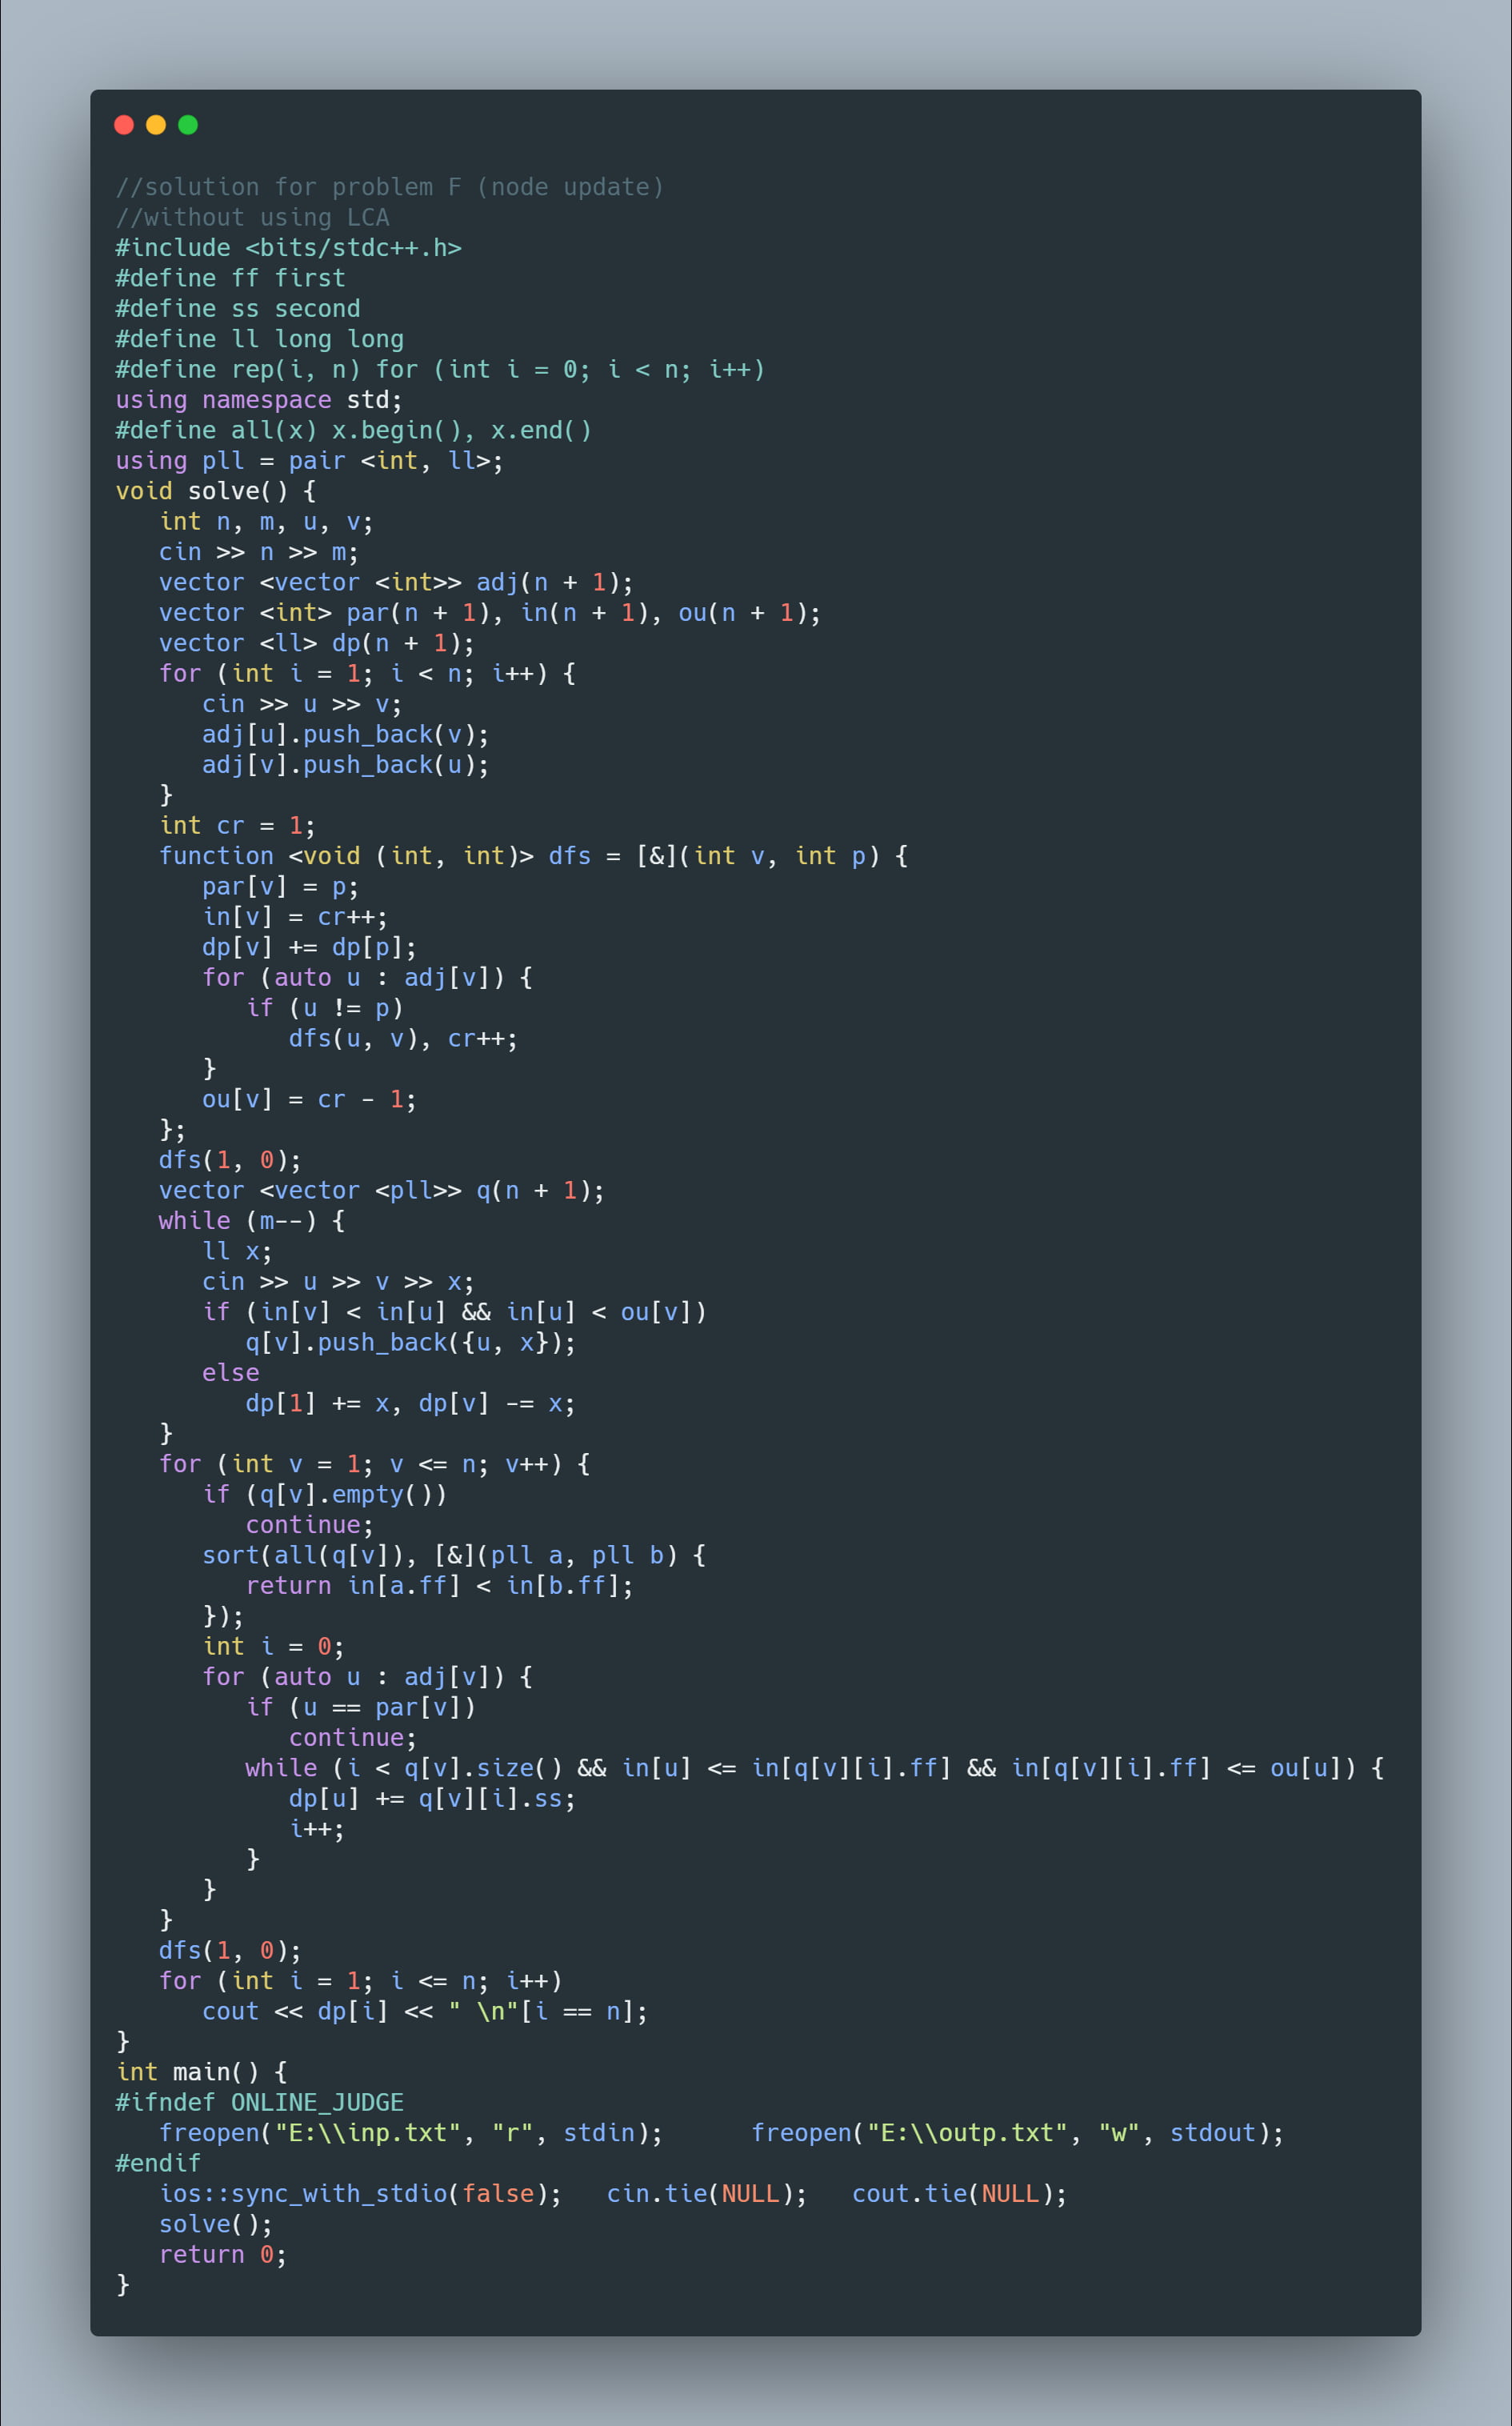 //solution for problem F (node update)
//without using LCA
#include <bits/stdc++.h>
#define ff first
#define ss second
#define ll long long
#define rep(i, n) for (int i = 0; i < n; i++)
using namespace std;
#define all(x) x.begin(), x.end()
using pll = pair <int, ll>;
void solve() {
   int n, m, u, v;
   cin >> n >> m;
   vector <vector <int>> adj(n + 1);
   vector <int> par(n + 1), in(n + 1), ou(n + 1);
   vector <ll> dp(n + 1);
   for (int i = 1; i < n; i++) {
      cin >> u >> v;
      adj[u].push_back(v);
      adj[v].push_back(u);
   }
   int cr = 1;
   function <void (int, int)> dfs = [&](int v, int p) {
      par[v] = p;
      in[v] = cr++;
      dp[v] += dp[p];
      for (auto u : adj[v]) {
         if (u != p)
            dfs(u, v), cr++;
      }
      ou[v] = cr - 1;
   };
   dfs(1, 0);
   vector <vector <pll>> q(n + 1);
   while (m--) {
      ll x;
      cin >> u >> v >> x;
      if (in[v] < in[u] && in[u] < ou[v])
         q[v].push_back({u, x});
      else
         dp[1] += x, dp[v] -= x;
   }
   for (int v = 1; v <= n; v++) {
      if (q[v].empty())
         continue;
      sort(all(q[v]), [&](pll a, pll b) {
         return in[a.ff] < in[b.ff];
      });
      int i = 0;
      for (auto u : adj[v]) {
         if (u == par[v])
            continue;
         while (i < q[v].size() && in[u] <= in[q[v][i].ff] && in[q[v][i].ff] <= ou[u]) {
            dp[u] += q[v][i].ss;
            i++;
         }
      }
   }
   dfs(1, 0);
   for (int i = 1; i <= n; i++)
      cout << dp[i] << " \n"[i == n];
}
int main() {
#ifndef ONLINE_JUDGE
   freopen("E:\\inp.txt", "r", stdin);      freopen("E:\\outp.txt", "w", stdout);
#endif
   ios::sync_with_stdio(false);   cin.tie(NULL);   cout.tie(NULL);
   solve();
   return 0;
}